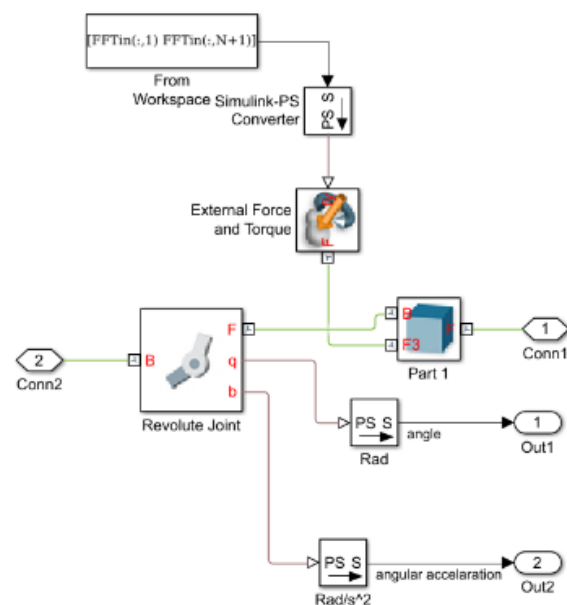 [FFTin(:,1) FFTin(:,N+1)]
From
Workspace
Simulink-PS
Converter
PS S
External Force
and Torque
F
F
q
b
B
Revolute Joint
2
Conn2
B
F3
F
Part 1
1
Conn1
PS S
Rad
angle
1
Out1
PS S
Rad/s^2
angular accelaration
2
Out2